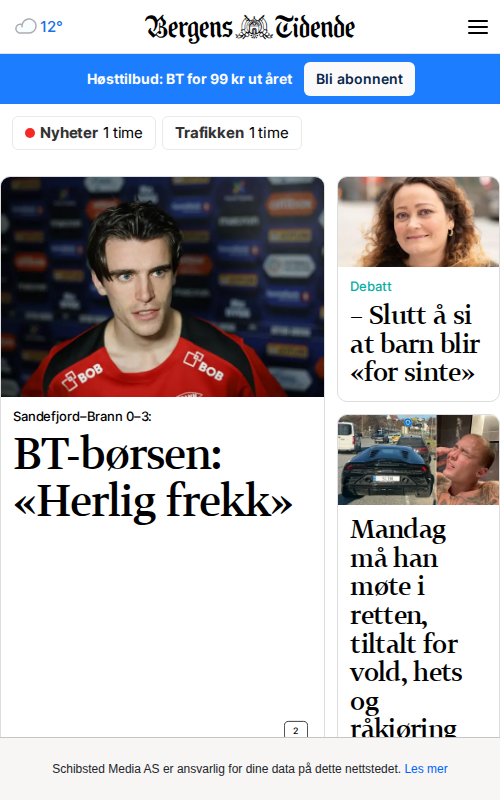 12°
Bergens Tidende
Høsttilbud: BT for 99 kr ut året
Bli abonnent
Nyheter 1 time
Trafikken 1 time
Sandefjord–Brann 0–3:
BT-børsen:
«Herlig frekk»
2
BOB
BOB
Debatt
– Slutt å si
at barn blir
«for sinte»
Mandag
må han
møte i
retten,
tiltalt for
vold, hets
og
råkjøring
Schibsted Media AS er ansvarlig for dine data på dette nettstedet. Les mer